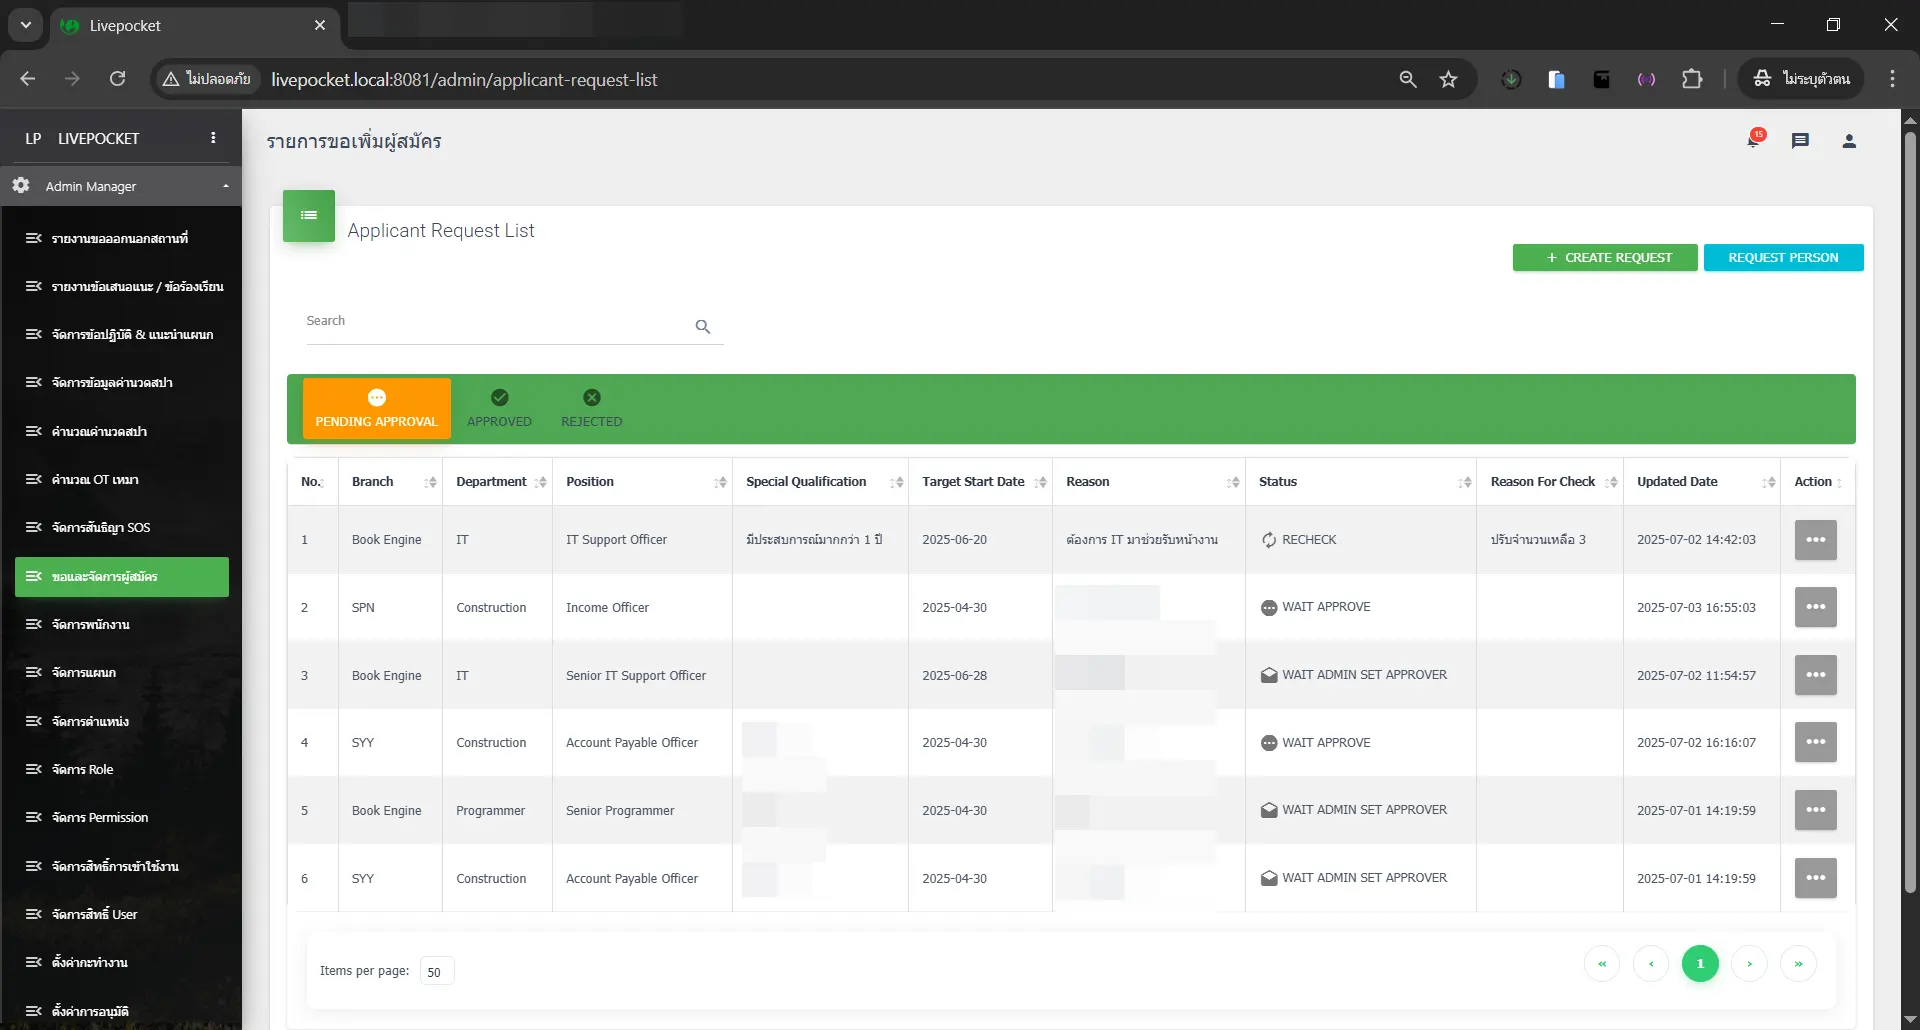 Livepocket
ไม่ปลอดภัย
livepocket.local:8081/admin/applicant-request-list
ไม่ระบุตัวตน
LP LIVEPOCKET
รายการขอเพิ่มผู้สมัคร
15
Admin Manager
รายงานขอออกนอกสถานที่
รายงานข้อเสนอแนะ / ข้อร้องเรียน
จัดการข้อปฏิบัติ & แนะนำแผนก
จัดการข้อมูลค่านวดสปา
คำนวณค่านวดสปา
คำนวณ OT เหมา
จัดการสันธิญา SOS
ขอและจัดการผู้สมัคร
จัดการพนักงาน
จัดการแผนก
จัดการตำแหน่ง
จัดการ Role
จัดการ Permission
จัดการสิทธิ์การเข้าใช้งาน
จัดการสิทธิ์ User
ตั้งค่ากะทำงาน
ตั้งค่าการอนุมัติ
Applicant Request List
+ CREATE REQUEST REQUEST PERSON
Search
PENDING APPROVAL APPROVED REJECTED
No. Branch Department Position Special Qualification Target Start Date Reason Status Reason For Check Updated Date Action
1 Book Engine IT IT Support Officer มีประสบการณ์มากกว่า 1 ปี 2025-06-20 ต้องการ IT มาช่วยรับหน้างาน RECHECK ปรับจำนวนเหลือ 3 2025-07-02 14:42:03
2 SPN Construction Income Officer 2025-04-30 WAIT APPROVE 2025-07-03 16:55:03
3 Book Engine IT Senior IT Support Officer 2025-06-28 WAIT ADMIN SET APPROVER 2025-07-02 11:54:57
4 SYY Construction Account Payable Officer 2025-04-30 WAIT APPROVE 2025-07-02 16:16:07
5 Book Engine Programmer Senior Programmer 2025-04-30 WAIT ADMIN SET APPROVER 2025-07-01 14:19:59
6 SYY Construction Account Payable Officer 2025-04-30 WAIT ADMIN SET APPROVER 2025-07-01 14:19:59
Items per page: 50
« ‹ 1 › »